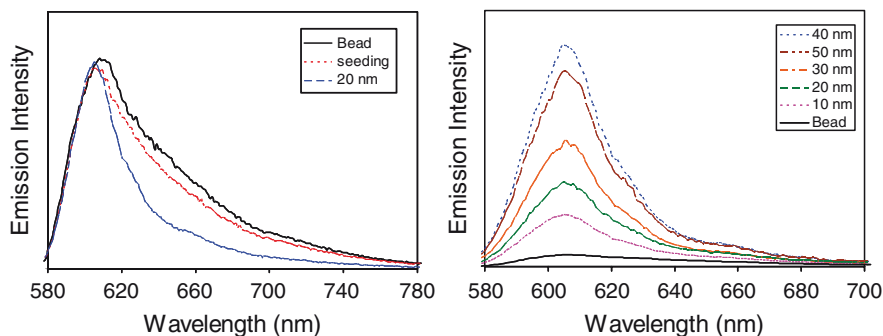 Emission Intensity
Bead
seeding
20 nm
580 620 660 700 740 780
Wavelength (nm)
Emission Intensity
40 nm
50 nm
30 nm
20 nm
10 nm
Bead
580 600 620 640 660 680 700
Wavelength (nm)